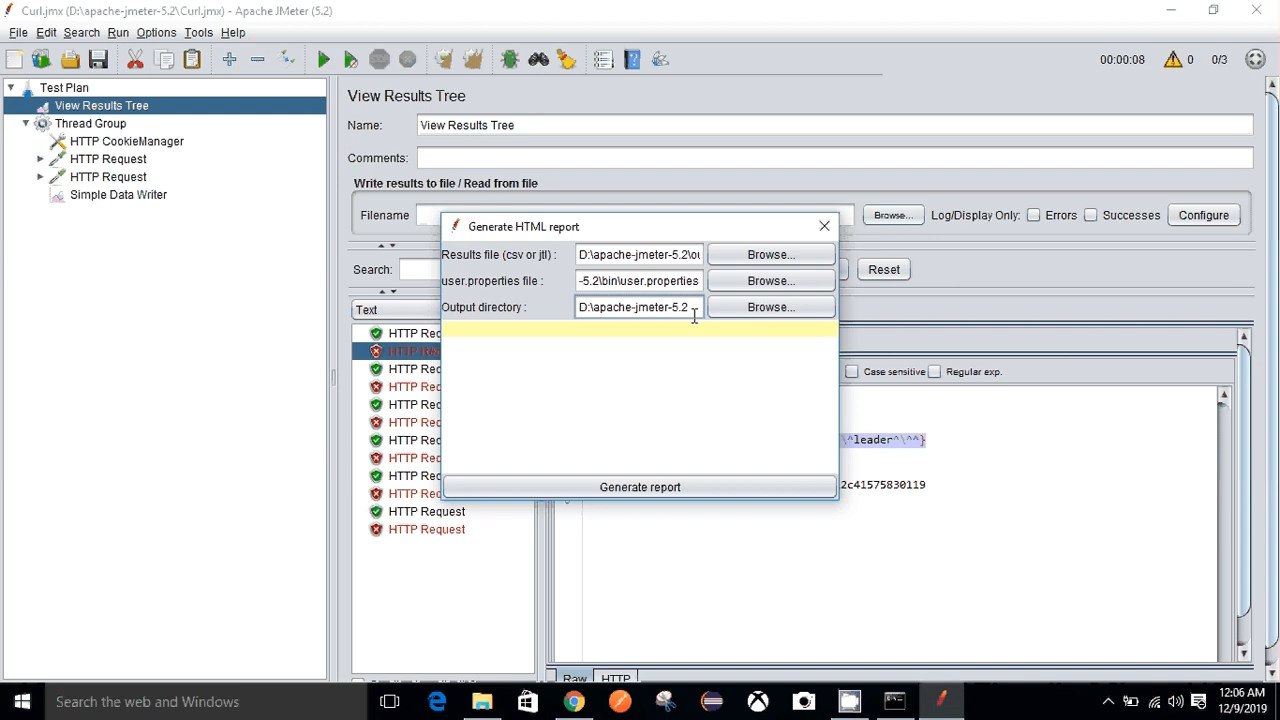 Curl.jmx (D:\apache-jmeter-5.2\Curl.jmx) - Apache JMeter (5.2)
File Edit Search Run Options Tools Help
00:00:08 0 0/3
Test Plan
View Results Tree
Thread Group
HTTP CookieManager
HTTP Request
HTTP Request
Simple Data Writer
View Results Tree
Name: View Results Tree
Comments:
Write results to file / Read from file
Filename Browse... Log/Display Only: Errors Successes Configure
Search: Reset
Text
Generate HTML report
Results file (csv or jtl) : D:\apache-jmeter-5.2\ou Browse...
user.properties file : -5.2\bin\user.properties Browse...
Output directory : D:\apache-jmeter-5.2 Browse...
Generate report
HTTP Req
HTTP Req
HTTP Req
HTTP Req
HTTP Req
HTTP Req
HTTP Req
HTTP Req
HTTP Req
HTTP Request
HTTP Request
Case sensitive Regular exp.
\^leader^\^^}
2c41575830119
Raw HTTP
Search the web and Windows
12:06 AM
12/9/2019